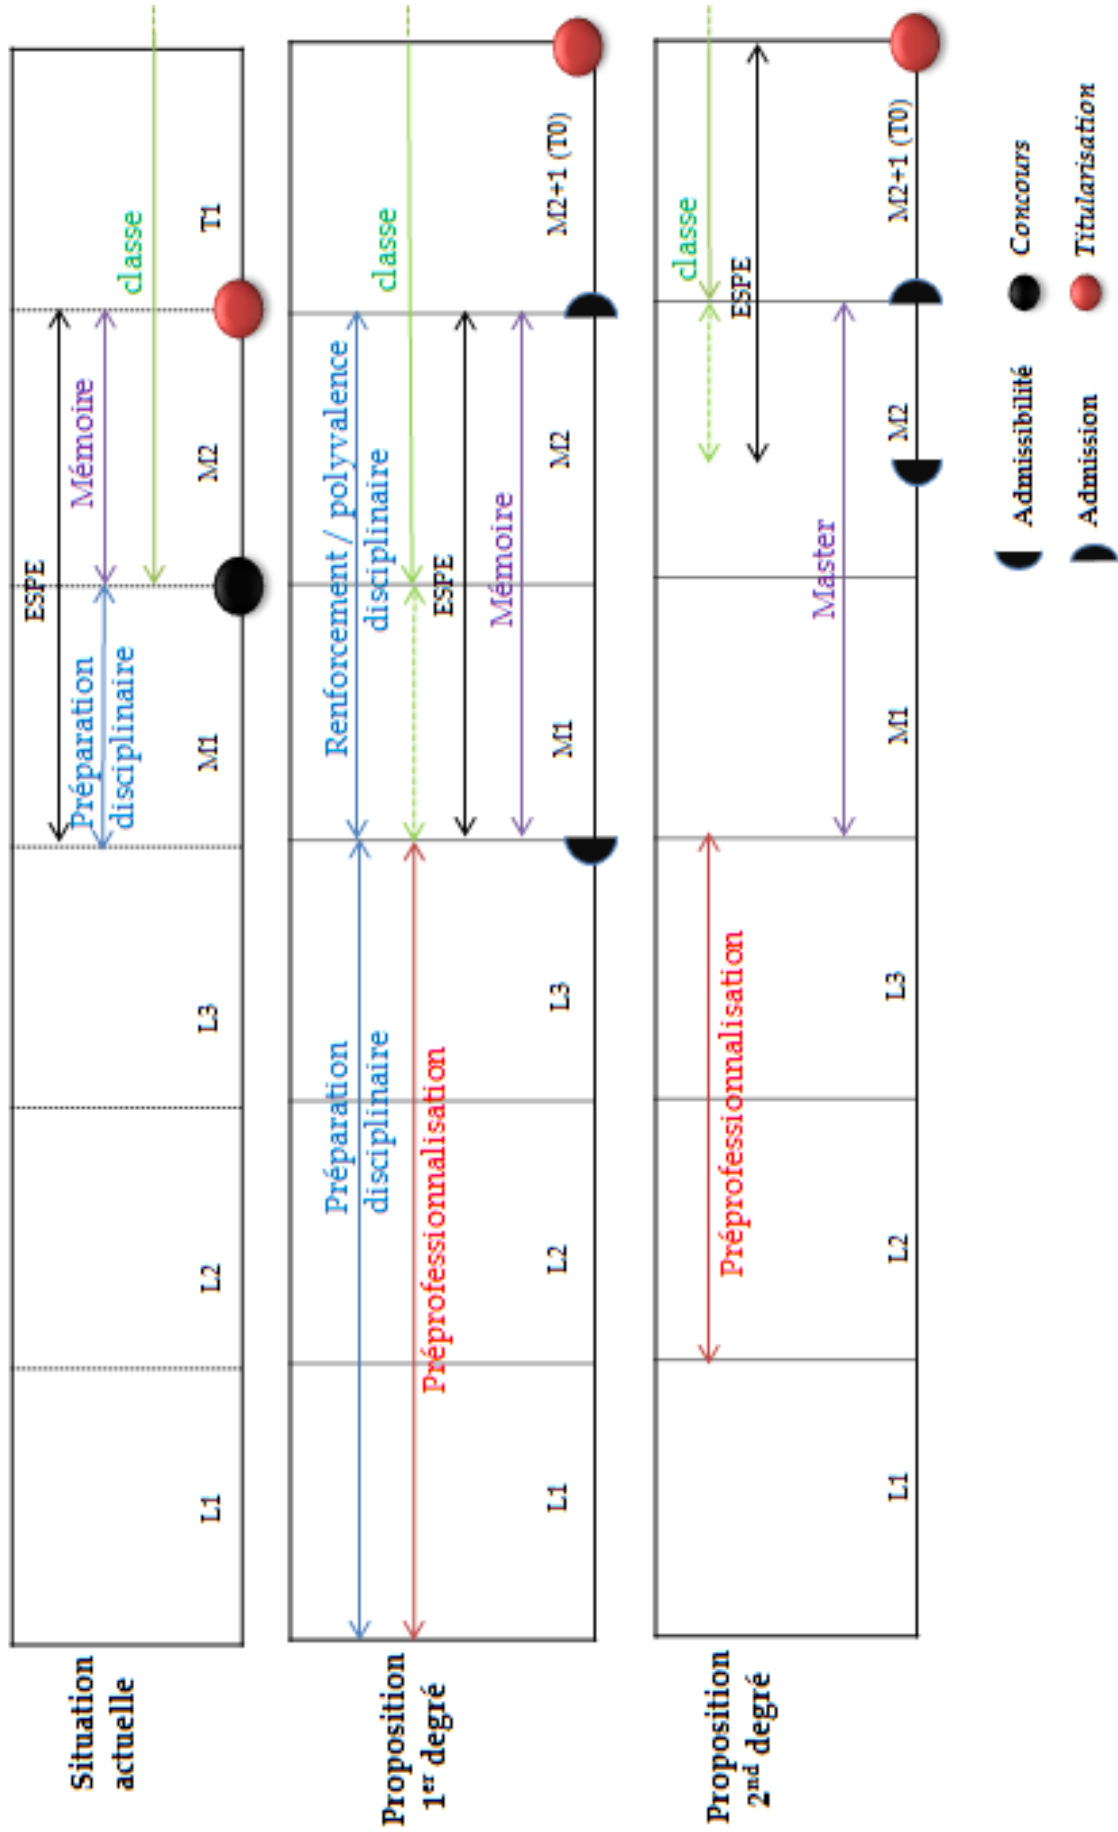 Situation
actuelle
ESPE
Préparation
disciplinaire
Mémoire
classe
L1
L2
L3
M1
M2
T1
Proposition
1er degré
Préparation
disciplinaire
Renforcement / polyvalence
disciplinaire
classe
Préprofessionnalisation
ESPE
Mémoire
L1
L2
L3
M1
M2
M2+1 (T0)
Proposition
2nd degré
classe
Préprofessionnalisation
ESPE
Master
L1
L2
L3
M1
M2
M2+1 (T0)
Admissibilité
Concours
Admission
Titularisation